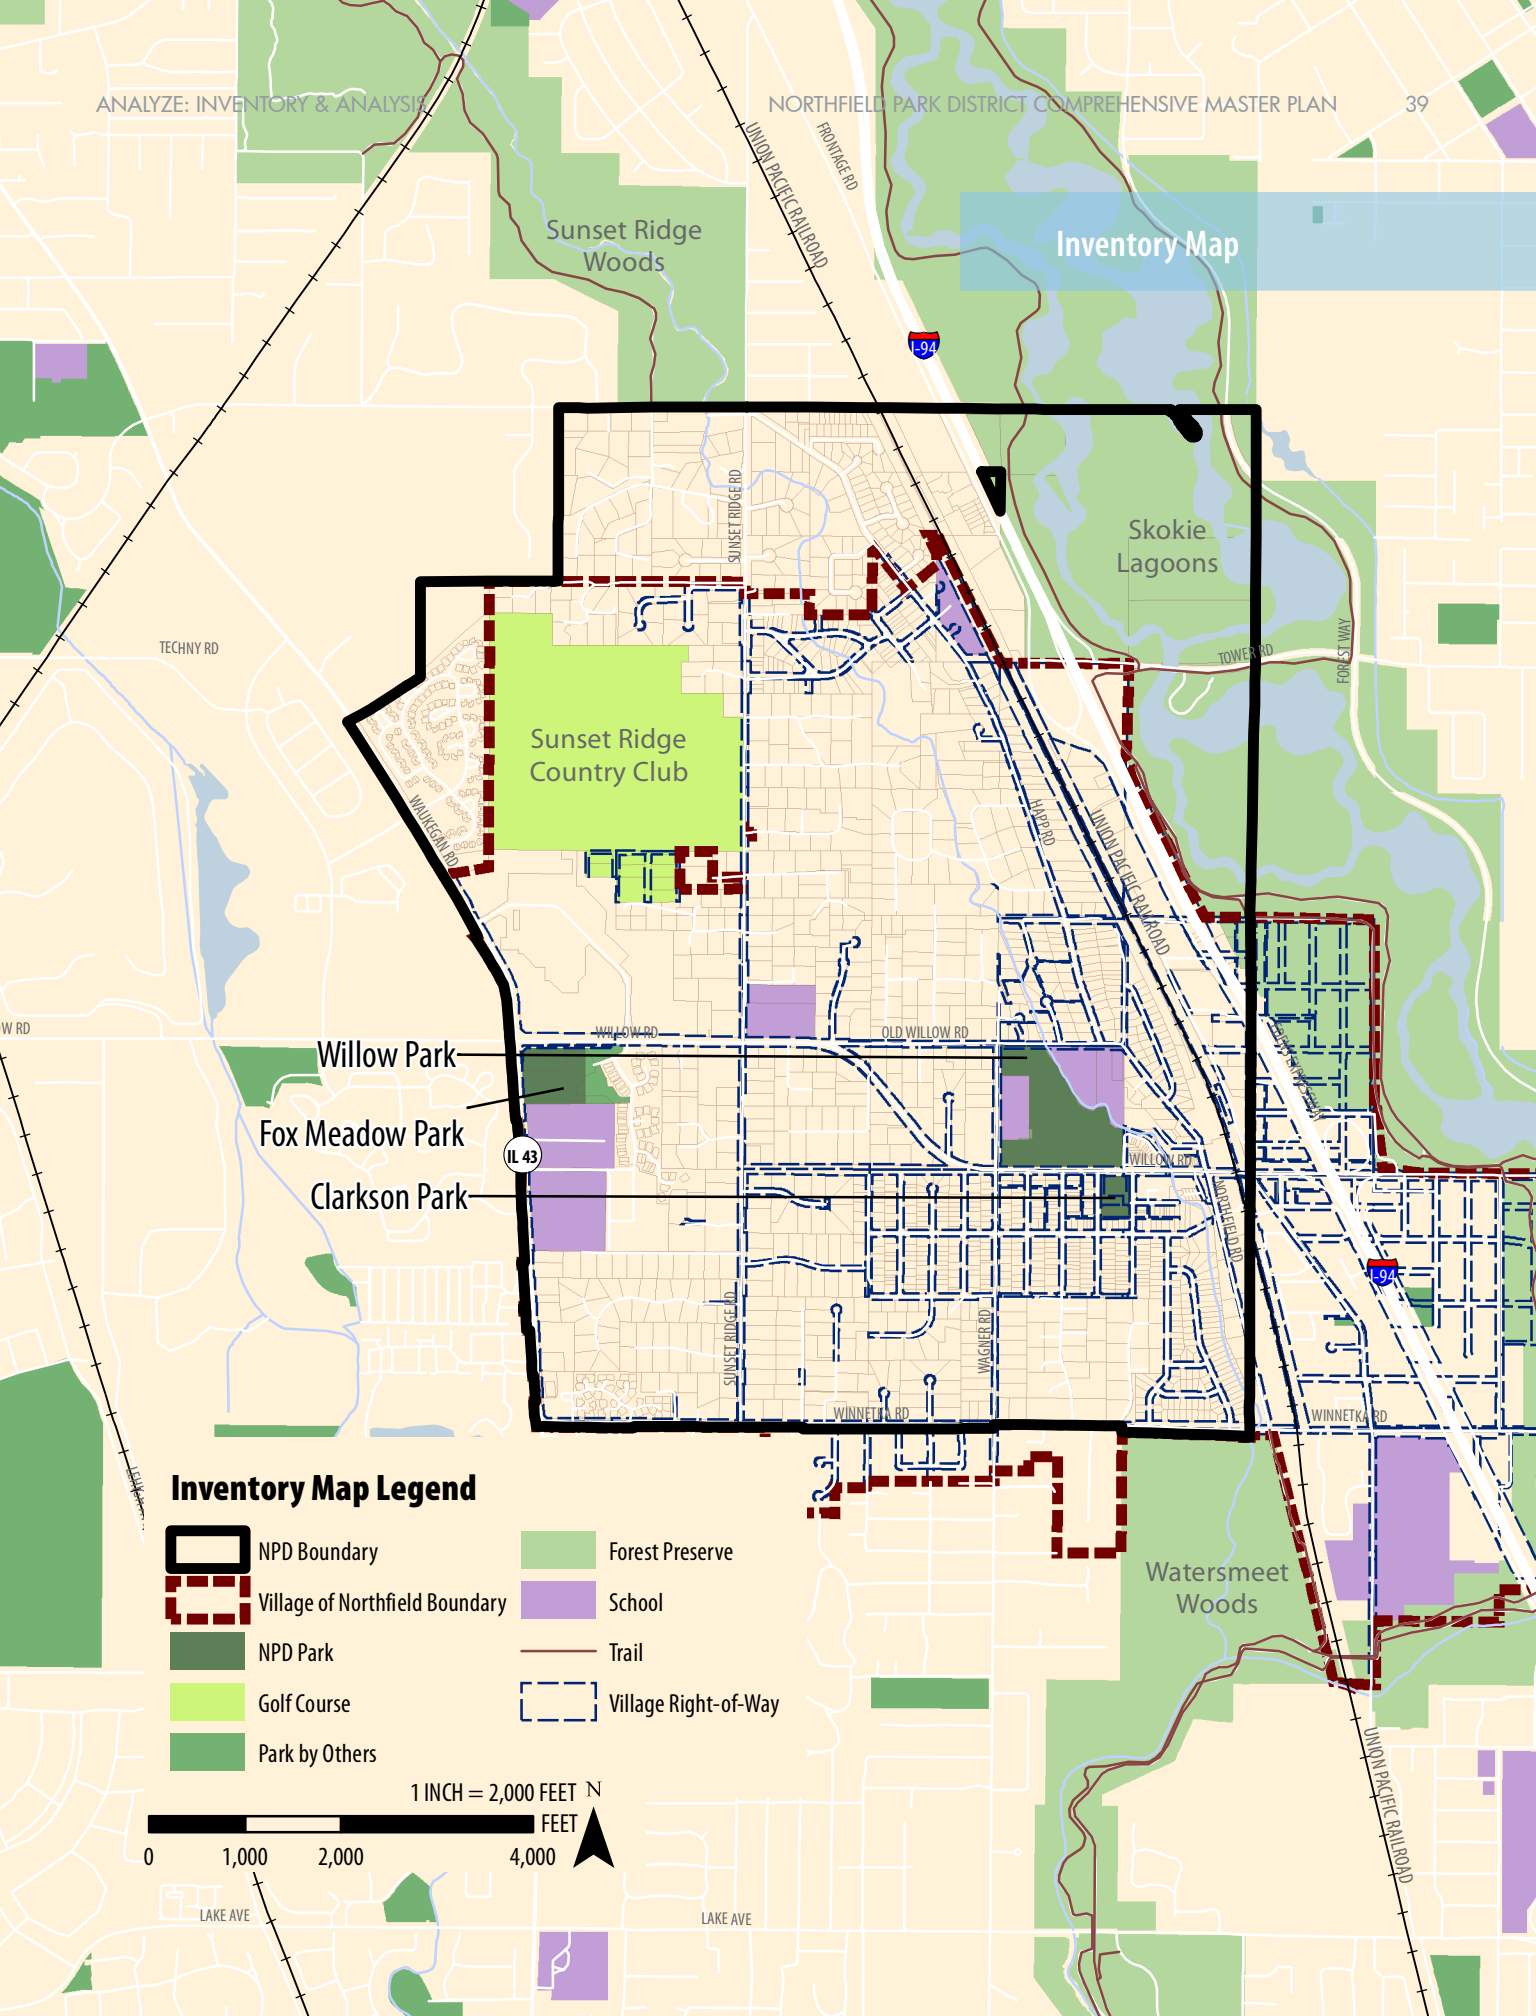 ANALYZE: INVENTORY & ANALYSIS
NORTHFIELD PARK DISTRICT COMPREHENSIVE MASTER PLAN 39
UNION PACIFIC RAILROAD
FRONTAGE RD
Inventory Map
Sunset Ridge
Woods
I-94
SUNSET RIDGE RD
Skokie
Lagoons
TECHNY RD
TOWER RD
FOREST WAY
Sunset Ridge
Country Club
WAUKEGAN RD
HAPP RD
UNION PACIFIC RAILROAD
OW RD
WILLOW RD
OLD WILLOW RD
Willow Park
Fox Meadow Park
IL 43
WILLOW RD
Clarkson Park
NORTHFIELD RD
I-94
SUNSET RIDGE RD
WAGNER RD
WINNETKA RD
WINNETKA RD
Inventory Map Legend
NPD Boundary
Village of Northfield Boundary
NPD Park
Golf Course
Park by Others
Forest Preserve
School
Trail
Village Right-of-Way
Watersmeet
Woods
1 INCH = 2,000 FEET N
FEET
0 1,000 2,000 4,000
UNION PACIFIC RAILROAD
LAKE AVE
LAKE AVE